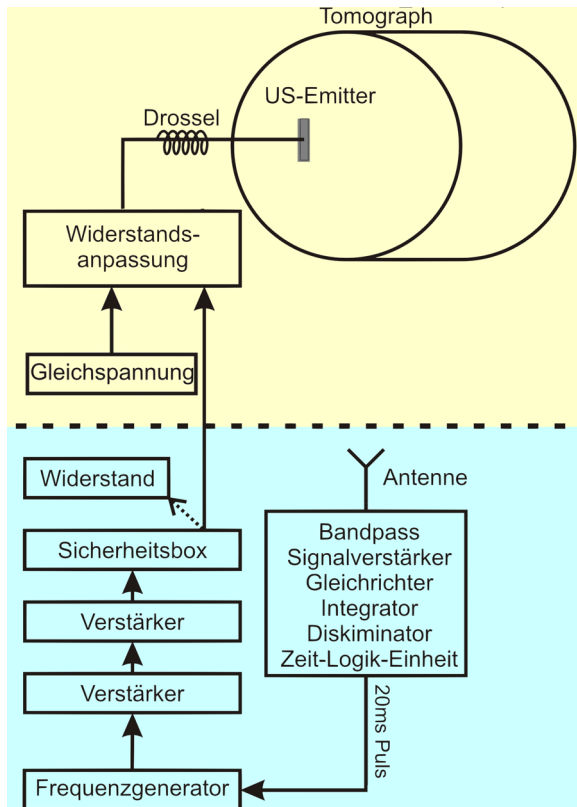 Tomograph
US-Emitter
Drossel
Widerstands-
anpassung
Gleichspannung
Widerstand
Antenne
Sicherheitsbox
Bandpass
Signalverstärker
Gleichrichter
Integrator
Diskiminator
Zeit-Logik-Einheit
Verstärker
Verstärker
20ms Puls
Frequenzgenerator